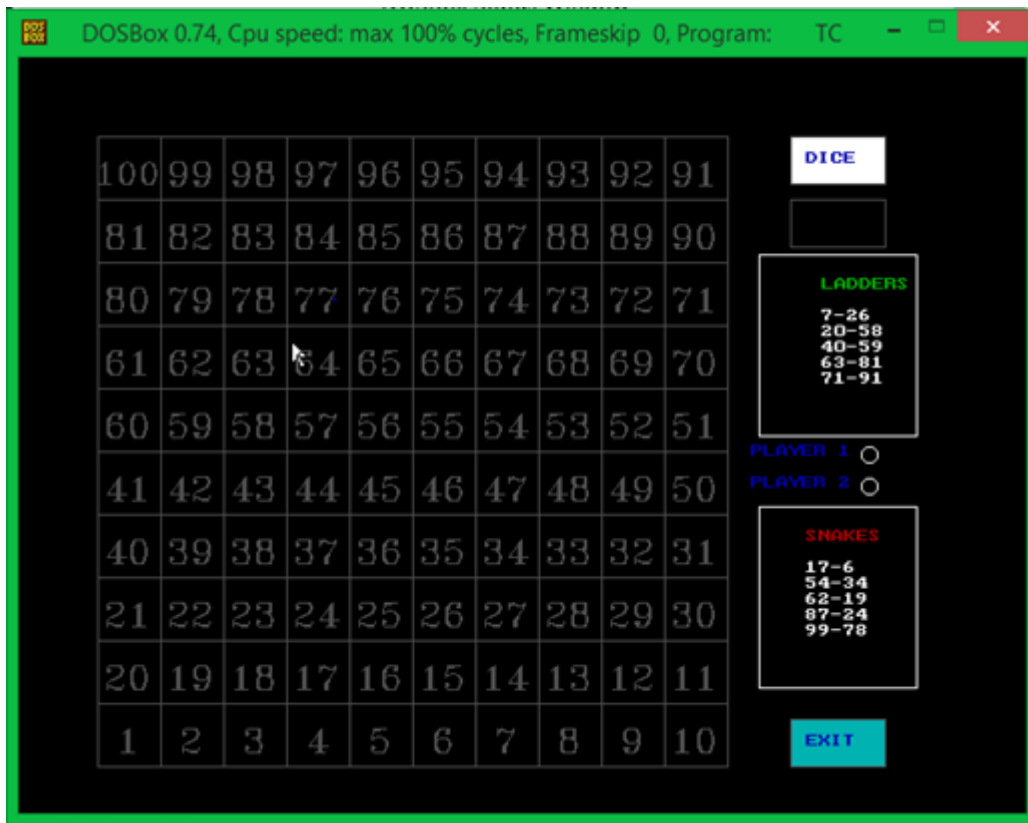 DOSBox 0.74, Cpu speed: max 100% cycles, Frameskip 0, Program: TC
100 99 98 97 96 95 94 93 92 91
81 82 83 84 85 86 87 88 89 90
80 79 78 77 76 75 74 73 72 71
61 62 63 64 65 66 67 68 69 70
60 59 58 57 56 55 54 53 52 51
41 42 43 44 45 46 47 48 49 50
40 39 38 37 36 35 34 33 32 31
21 22 23 24 25 26 27 28 29 30
20 19 18 17 16 15 14 13 12 11
1 2 3 4 5 6 7 8 9 10
DICE
LADDERS
7-26
20-58
40-59
63-81
71-91
PLAYER 1
PLAYER 2
SNAKES
17-6
54-34
62-19
87-24
99-78
EXIT